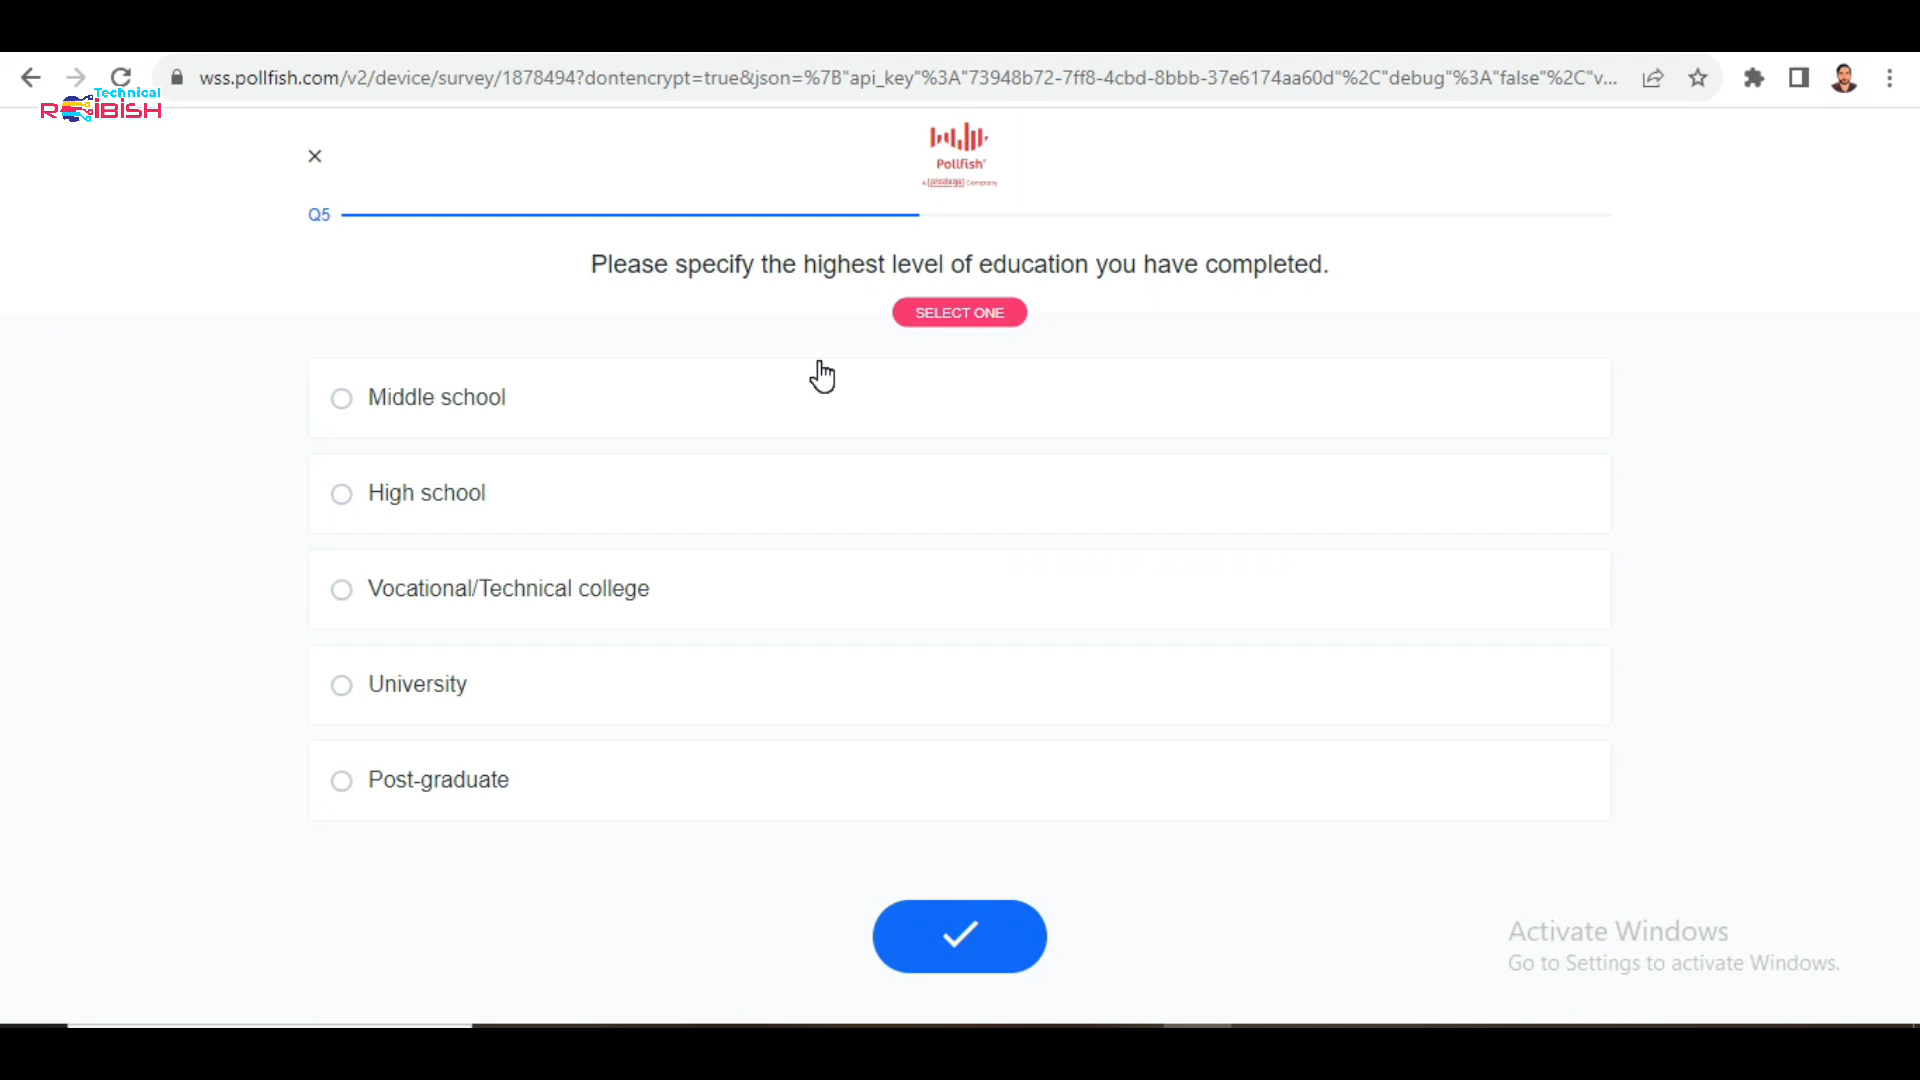 wss.pollfish.com/v2/device/survey/1878494?dontencrypt=true&json=%7B"api_key"%3A"73948b72-7ff8-4cbd-8bbb-37e6174aa60d"%2C"debug"%3A"false"%2C"v...
Technical
Pollfish
A prodege Company
Q5
Please specify the highest level of education you have completed.
SELECT ONE
Middle school
High school
Vocational/Technical college
University
Post-graduate
Activate Windows
Go to Settings to activate Windows.